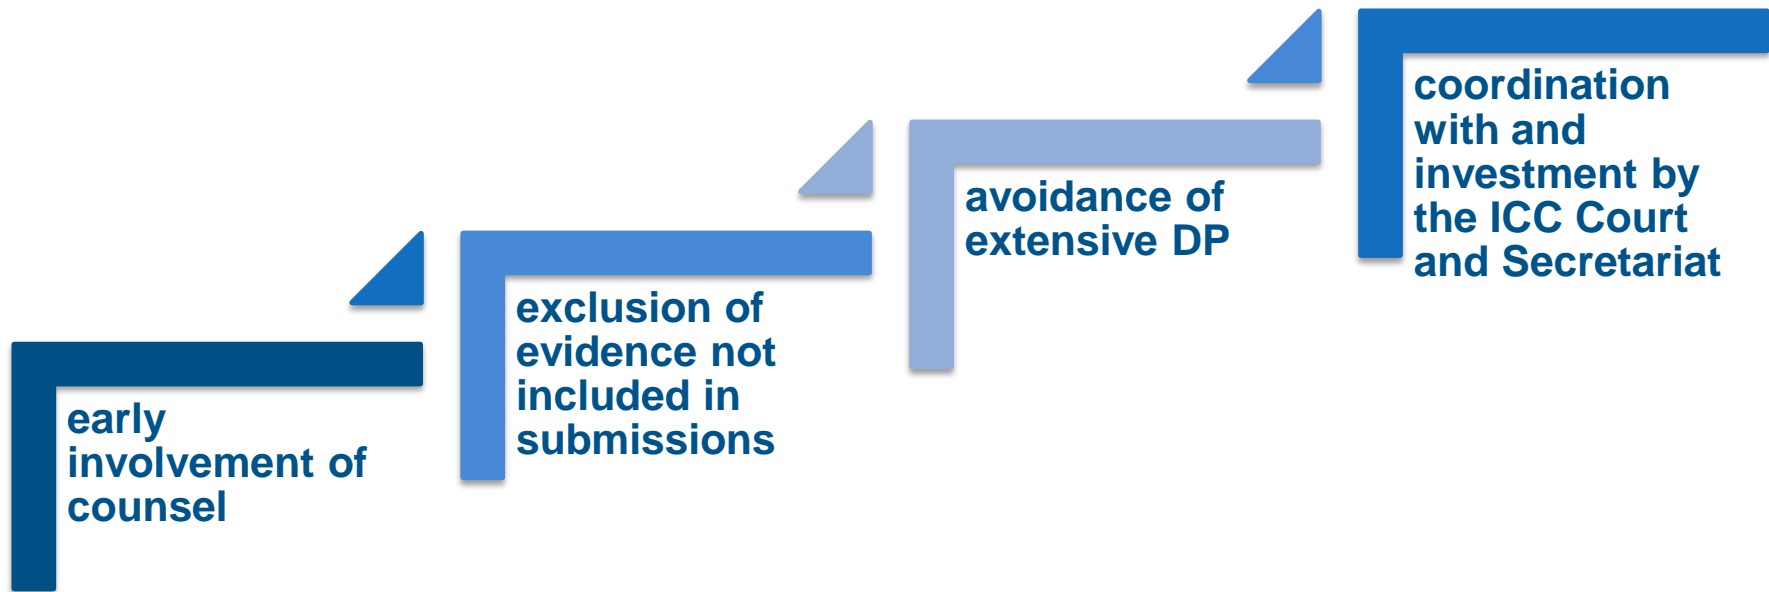 early
involvement of
counsel
exclusion of
evidence not
included in
submissions
avoidance of
extensive DP
coordination
with and
investment by
the ICC Court
and Secretariat